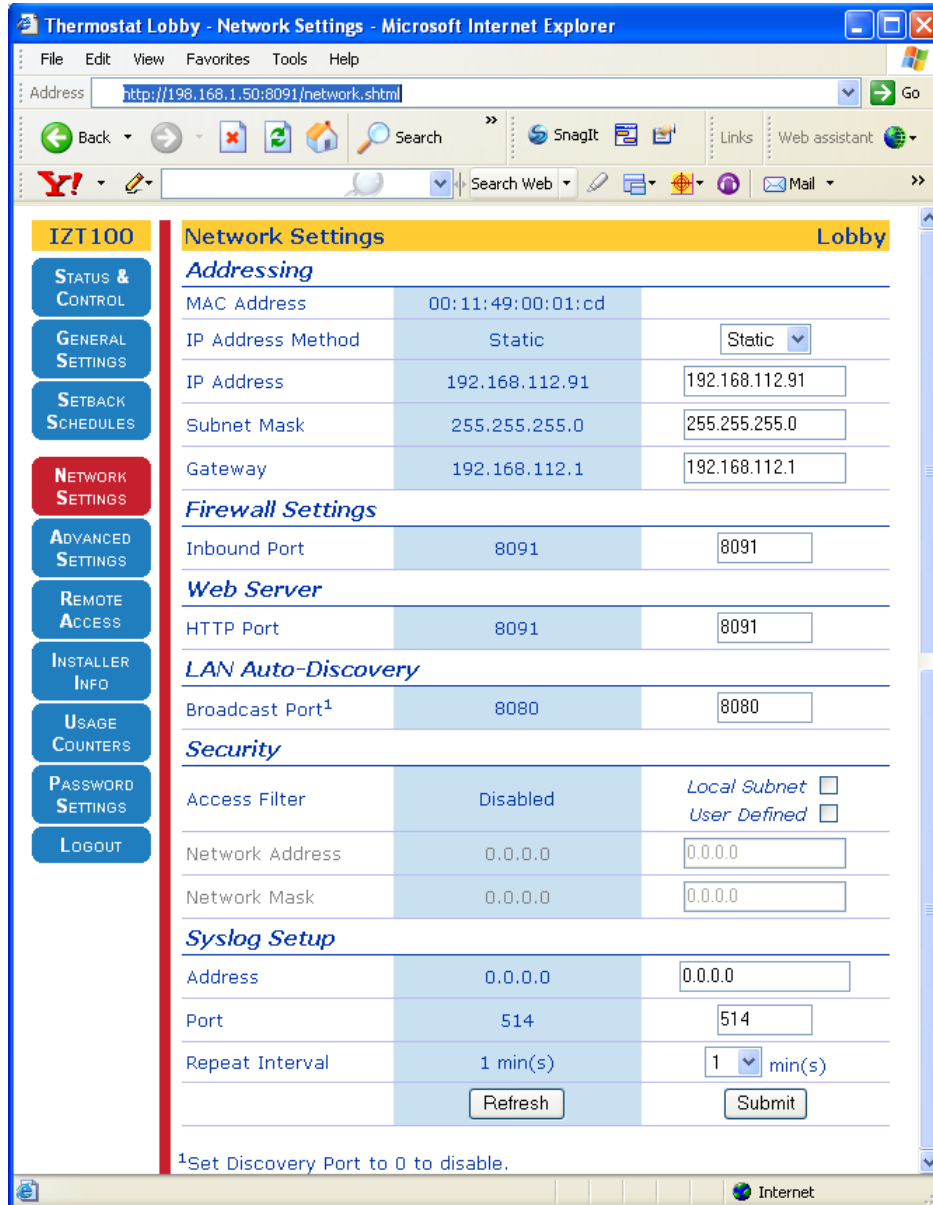 Thermostat Lobby - Network Settings - Microsoft Internet Explorer
File Edit View Favorites Tools Help
Address http://198.168.1.50:8091/network.shtml Go
Back Search » SnagIt Links Web assistant
Y! Search Web Mail »
IZT100
STATUS & CONTROL
GENERAL SETTINGS
SETBACK SCHEDULES
NETWORK SETTINGS
ADVANCED SETTINGS
REMOTE ACCESS
INSTALLER INFO
USAGE COUNTERS
PASSWORD SETTINGS
LOGOUT
Network Settings Lobby
Addressing
MAC Address 00:11:49:00:01:cd
IP Address Method Static Static
IP Address 192.168.112.91 192.168.112.91
Subnet Mask 255.255.255.0 255.255.255.0
Gateway 192.168.112.1 192.168.112.1
Firewall Settings
Inbound Port 8091 8091
Web Server
HTTP Port 8091 8091
LAN Auto-Discovery
Broadcast Port¹ 8080 8080
Security
Access Filter Disabled Local Subnet
User Defined
Network Address 0.0.0.0 0.0.0.0
Network Mask 0.0.0.0 0.0.0.0
Syslog Setup
Address 0.0.0.0 0.0.0.0
Port 514 514
Repeat Interval 1 min(s) 1 min(s)
Refresh Submit
¹Set Discovery Port to 0 to disable.
Internet